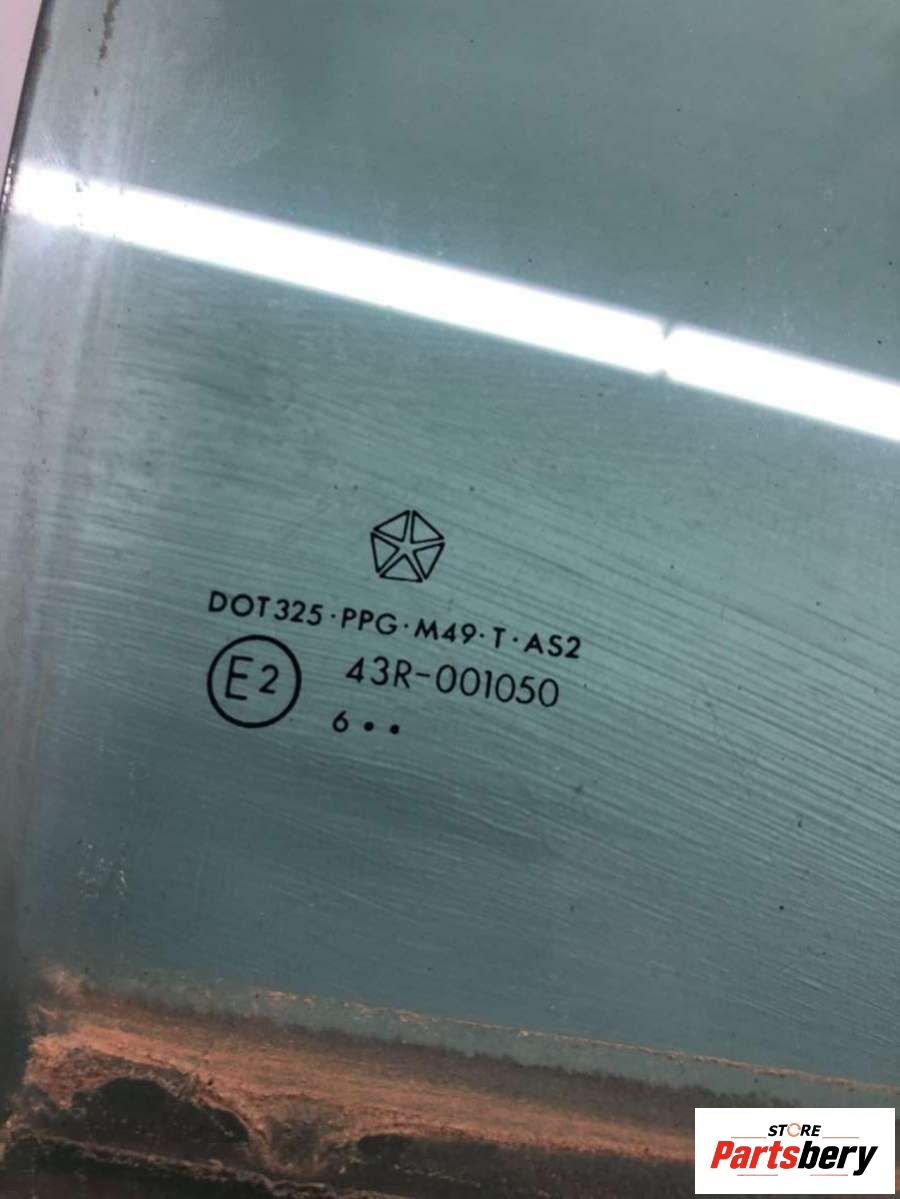 DOT325·PPG·M49·T·AS2
E2 43R-001050
6 • •
STORE
Partsbery